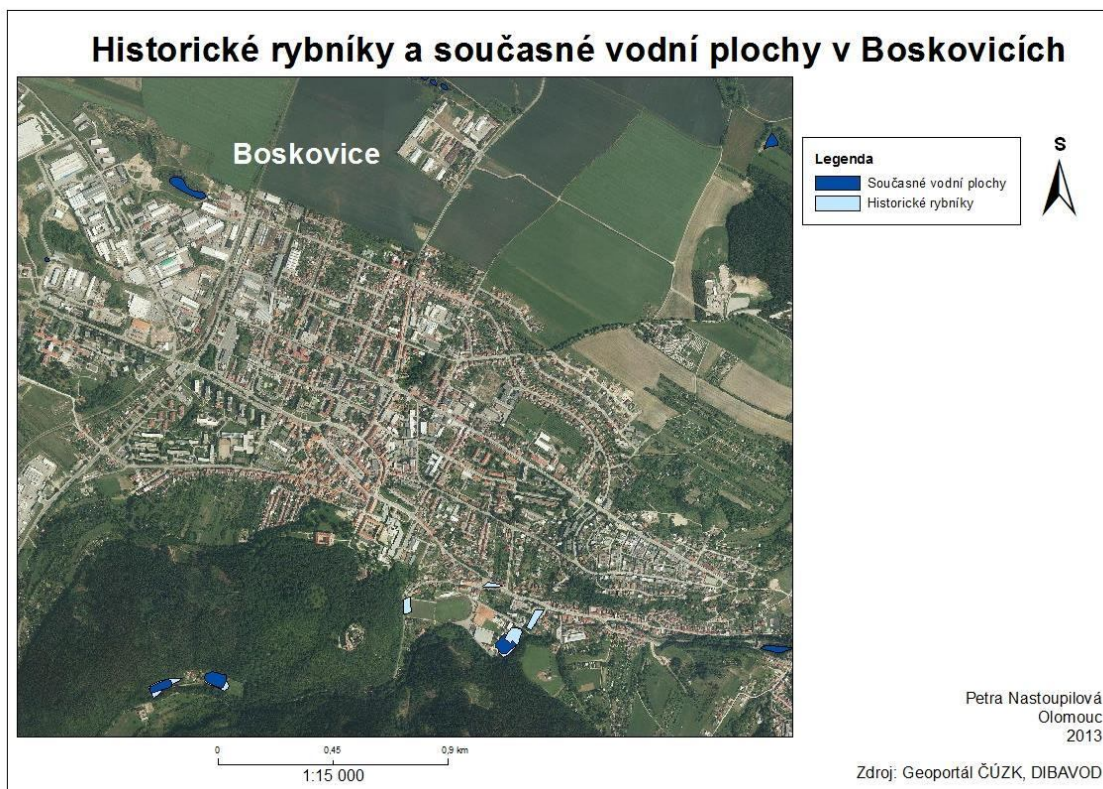 Historické rybníky a současné vodní plochy v Boskovicích
Boskovice
Legenda
Současné vodní plochy
Historické rybníky
S
Petra Nastoupilová
Olomouc
2013
0 0,45 0,9 km
1:15 000
Zdroj: Geoportál ČÚZK, DIBAVOD